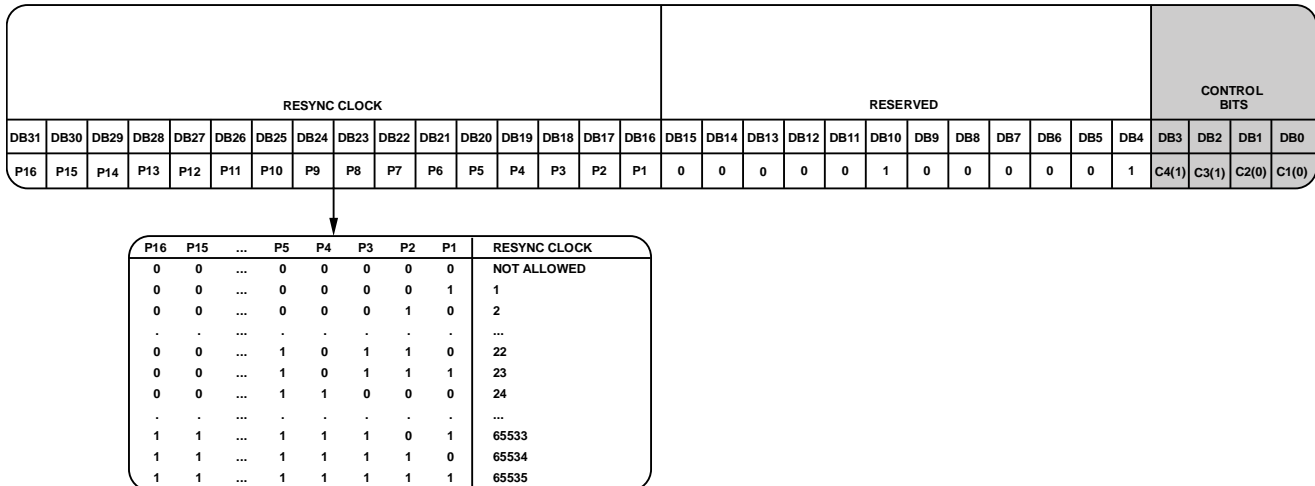 RESYNC CLOCK RESERVED CONTROL BITS
DB31 DB30 DB29 DB28 DB27 DB26 DB25 DB24 DB23 DB22 DB21 DB20 DB19 DB18 DB17 DB16 DB15 DB14 DB13 DB12 DB11 DB10 DB9 DB8 DB7 DB6 DB5 DB4 DB3 DB2 DB1 DB0
P16 P15 P14 P13 P12 P11 P10 P9 P8 P7 P6 P5 P4 P3 P2 P1 0 0 0 0 0 1 0 0 0 0 0 1 C4(1) C3(1) C2(0) C1(0)
P16 P15 ... P5 P4 P3 P2 P1 RESYNC CLOCK
0 0 ... 0 0 0 0 0 NOT ALLOWED
0 0 ... 0 0 0 0 1 1
0 0 ... 0 0 0 1 0 2
. . ... . . . . . ...
0 0 ... 1 0 1 1 0 22
0 0 ... 1 0 1 1 1 23
0 0 ... 1 1 0 0 0 24
. . ... . . . . . ...
1 1 ... 1 1 1 0 1 65533
1 1 ... 1 1 1 1 0 65534
1 1 ... 1 1 1 1 1 65535